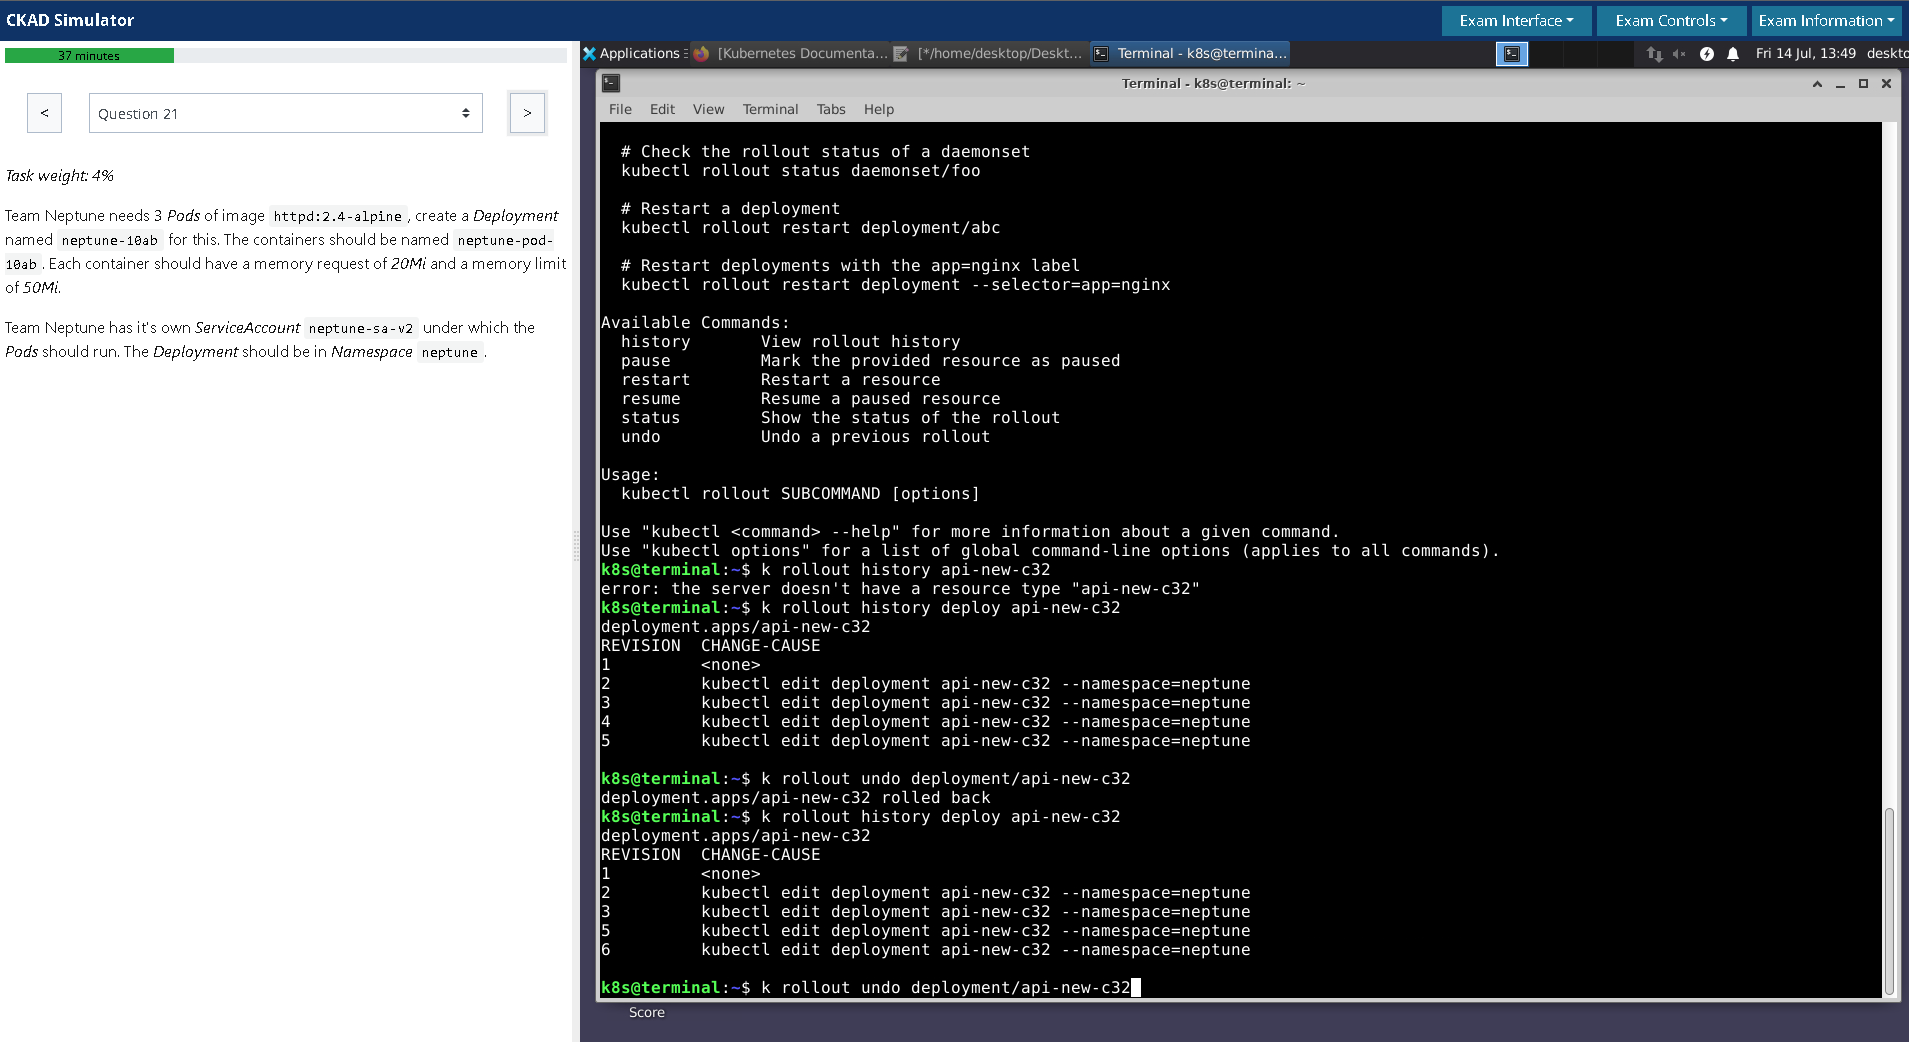 CKAD Simulator
Exam Interface
Exam Controls
Exam Information
37 minutes
Applications
[Kubernetes Documenta...
[*/home/desktop/Deskt...
Terminal - k8s@termina...
Fri 14 Jul, 13:49
deskto
<
Question 21
>
Task weight: 4%
Team Neptune needs 3 Pods of image httpd:2.4-alpine , create a Deployment
named neptune-10ab for this. The containers should be named neptune-pod-
10ab . Each container should have a memory request of 20Mi and a memory limit
of 50Mi.
Team Neptune has it's own ServiceAccount neptune-sa-v2 under which the
Pods should run. The Deployment should be in Namespace neptune .
Terminal - k8s@terminal: ~
File Edit View Terminal Tabs Help
# Check the rollout status of a daemonset
kubectl rollout status daemonset/foo
# Restart a deployment
kubectl rollout restart deployment/abc
# Restart deployments with the app=nginx label
kubectl rollout restart deployment --selector=app=nginx
Available Commands:
history View rollout history
pause Mark the provided resource as paused
restart Restart a resource
resume Resume a paused resource
status Show the status of the rollout
undo Undo a previous rollout
Usage:
kubectl rollout SUBCOMMAND [options]
Use "kubectl <command> --help" for more information about a given command.
Use "kubectl options" for a list of global command-line options (applies to all commands).
k8s@terminal:~$ k rollout history api-new-c32
error: the server doesn't have a resource type "api-new-c32"
k8s@terminal:~$ k rollout history deploy api-new-c32
deployment.apps/api-new-c32
REVISION CHANGE-CAUSE
1 <none>
2 kubectl edit deployment api-new-c32 --namespace=neptune
3 kubectl edit deployment api-new-c32 --namespace=neptune
4 kubectl edit deployment api-new-c32 --namespace=neptune
5 kubectl edit deployment api-new-c32 --namespace=neptune
k8s@terminal:~$ k rollout undo deployment/api-new-c32
deployment.apps/api-new-c32 rolled back
k8s@terminal:~$ k rollout history deploy api-new-c32
deployment.apps/api-new-c32
REVISION CHANGE-CAUSE
1 <none>
2 kubectl edit deployment api-new-c32 --namespace=neptune
3 kubectl edit deployment api-new-c32 --namespace=neptune
5 kubectl edit deployment api-new-c32 --namespace=neptune
6 kubectl edit deployment api-new-c32 --namespace=neptune
k8s@terminal:~$ k rollout undo deployment/api-new-c32
Score